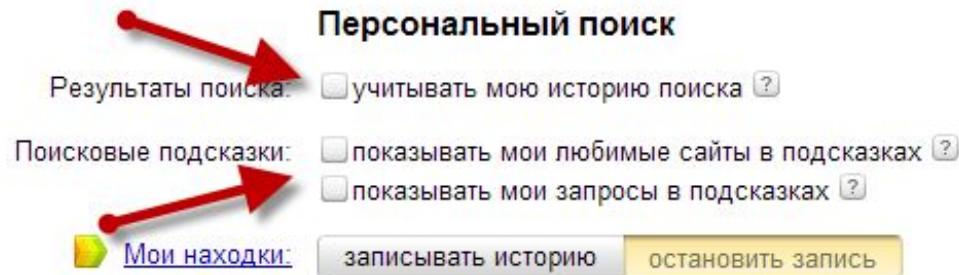 Персональный поиск
Результаты поиска: учитывать мою историю поиска ?
Поисковые подсказки: показывать мои любимые сайты в подсказках ?
показывать мои запросы в подсказках ?
Мои находки: записывать историю остановить запись